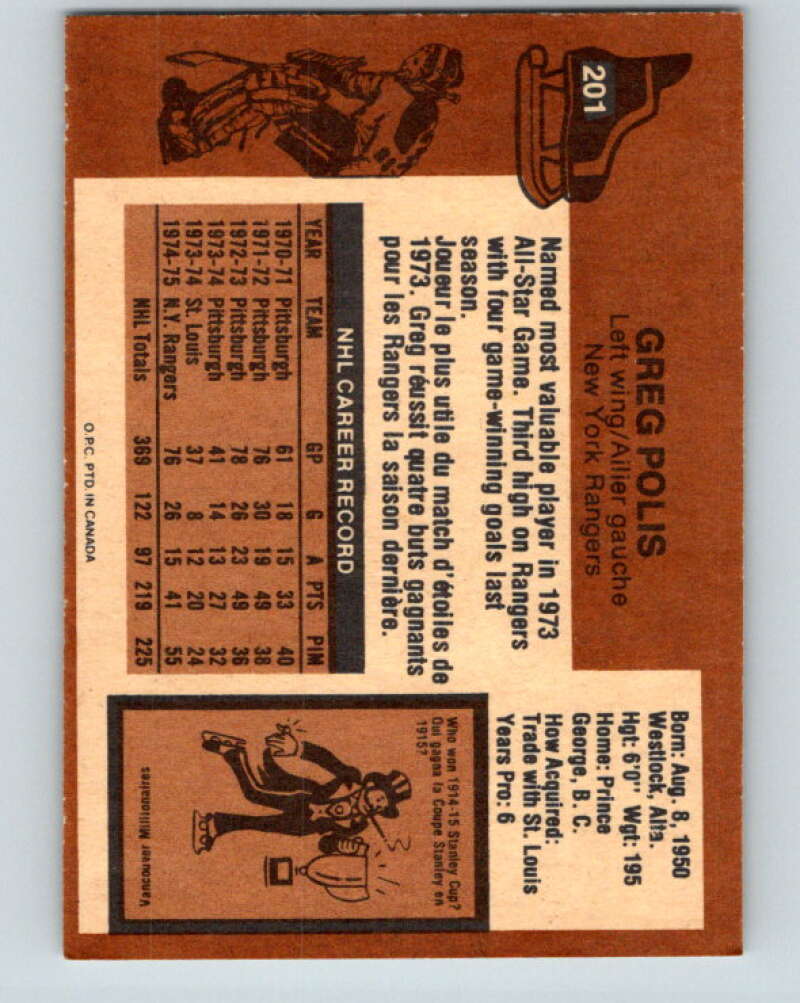 201
GREG POLIS
Left wing/Ailier gauche
New York Rangers
Born: Aug. 8, 1950
Westlock, Alta.
Hgt: 6'0" Wgt: 195
Home: Prince
George, B. C.
How Acquired:
Trade with St. Louis
Years Pro: 6
Named most valuable player in 1973
All-Star Game. Third high on Rangers
with four game-winning goals last
season.
Joueur le plus utile du match d'étoiles de
1973. Greg réussit quatre buts gagnants
pour les Rangers la saison dernière.
NHL CAREER RECORD
YEAR TEAM GP G A PTS PIM
1970-71 Pittsburgh 61 18 15 33 40
1971-72 Pittsburgh 76 30 19 49 38
1972-73 Pittsburgh 78 26 23 49 36
1973-74 Pittsburgh 41 14 13 27 32
1973-74 St. Louis 37 8 12 20 24
1974-75 N.Y. Rangers 76 26 15 41 55
NHL Totals 369 122 97 219 225
Who won 1914-15 Stanley Cup?
Qui gagna la Coupe Stanley en
1915?
Vancouver Millionaires
O.P.C. PTD. IN CANADA